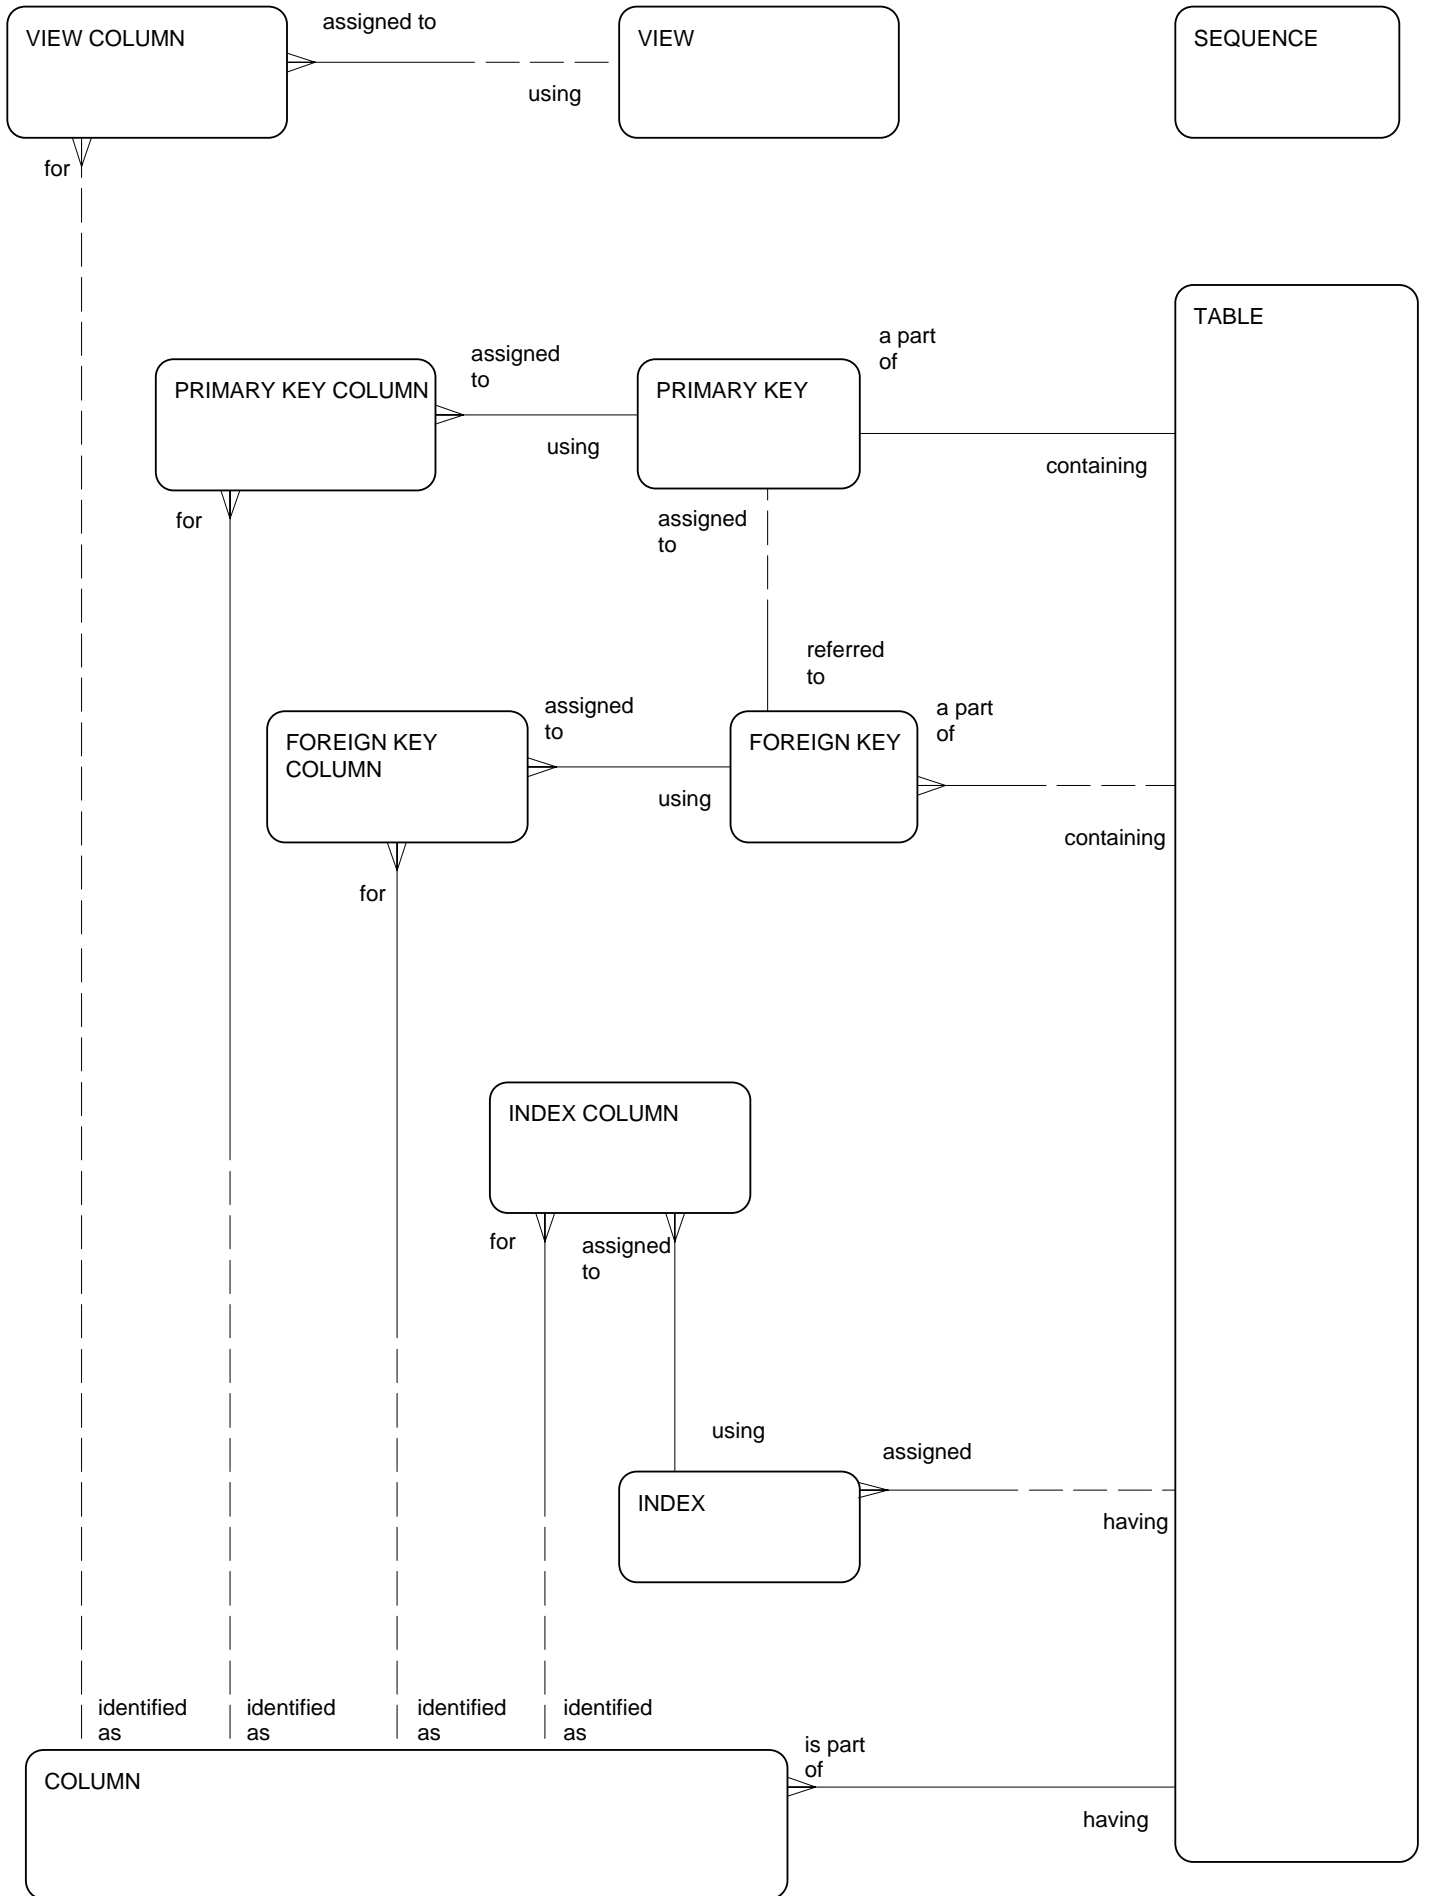 assigned to
VIEW COLUMN
VIEW
SEQUENCE
using
for
TABLE
a part
of
assigned
to
PRIMARY KEY COLUMN
PRIMARY KEY
using
containing
for
assigned
to
referred
to
assigned
to
a part
of
FOREIGN KEY
COLUMN
FOREIGN KEY
using
containing
for
INDEX COLUMN
for
assigned
to
using
assigned
INDEX
having
identified
as
identified
as
identified
as
identified
as
is part
of
COLUMN
having